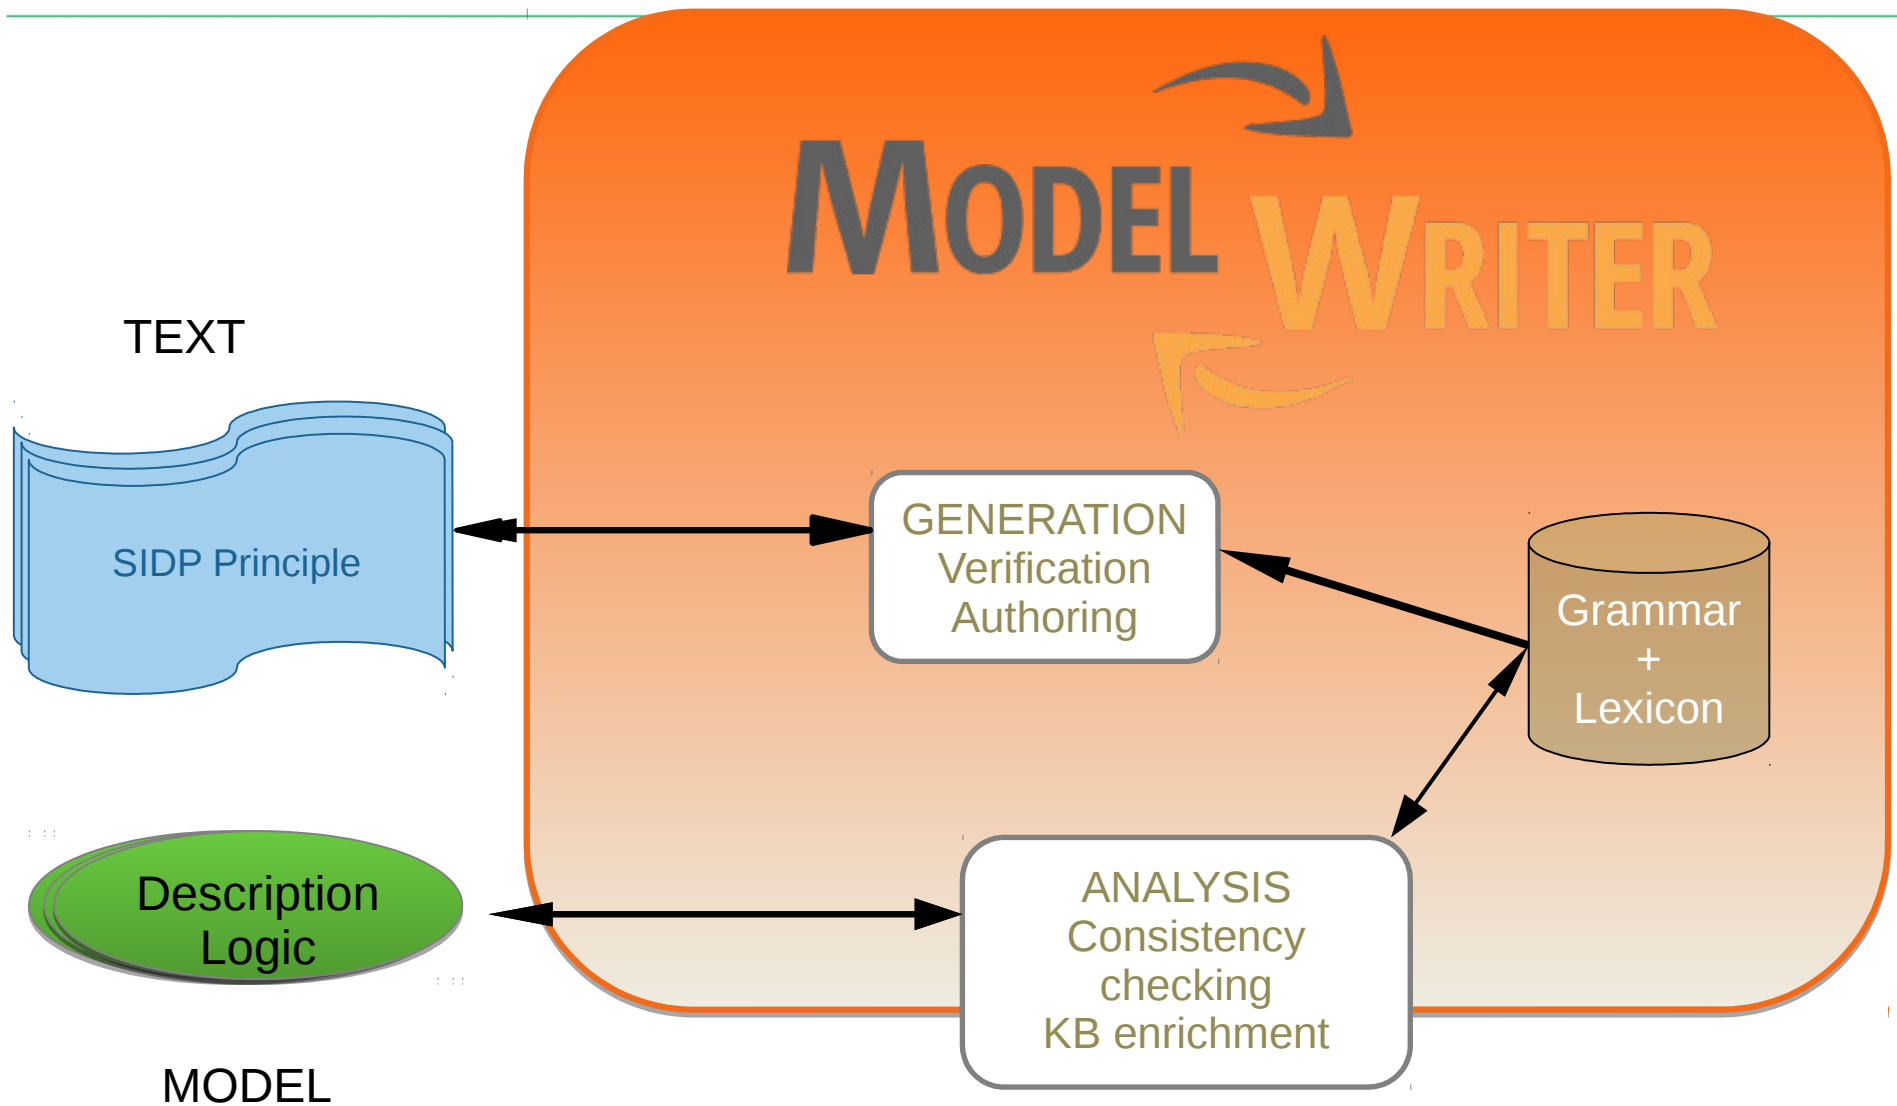 MODEL
WRITER
TEXT
SIDP Principle
GENERATION
Verification
Authoring
Grammar
+
Lexicon
Description
Logic
ANALYSIS
Consistency
checking
KB enrichment
MODEL